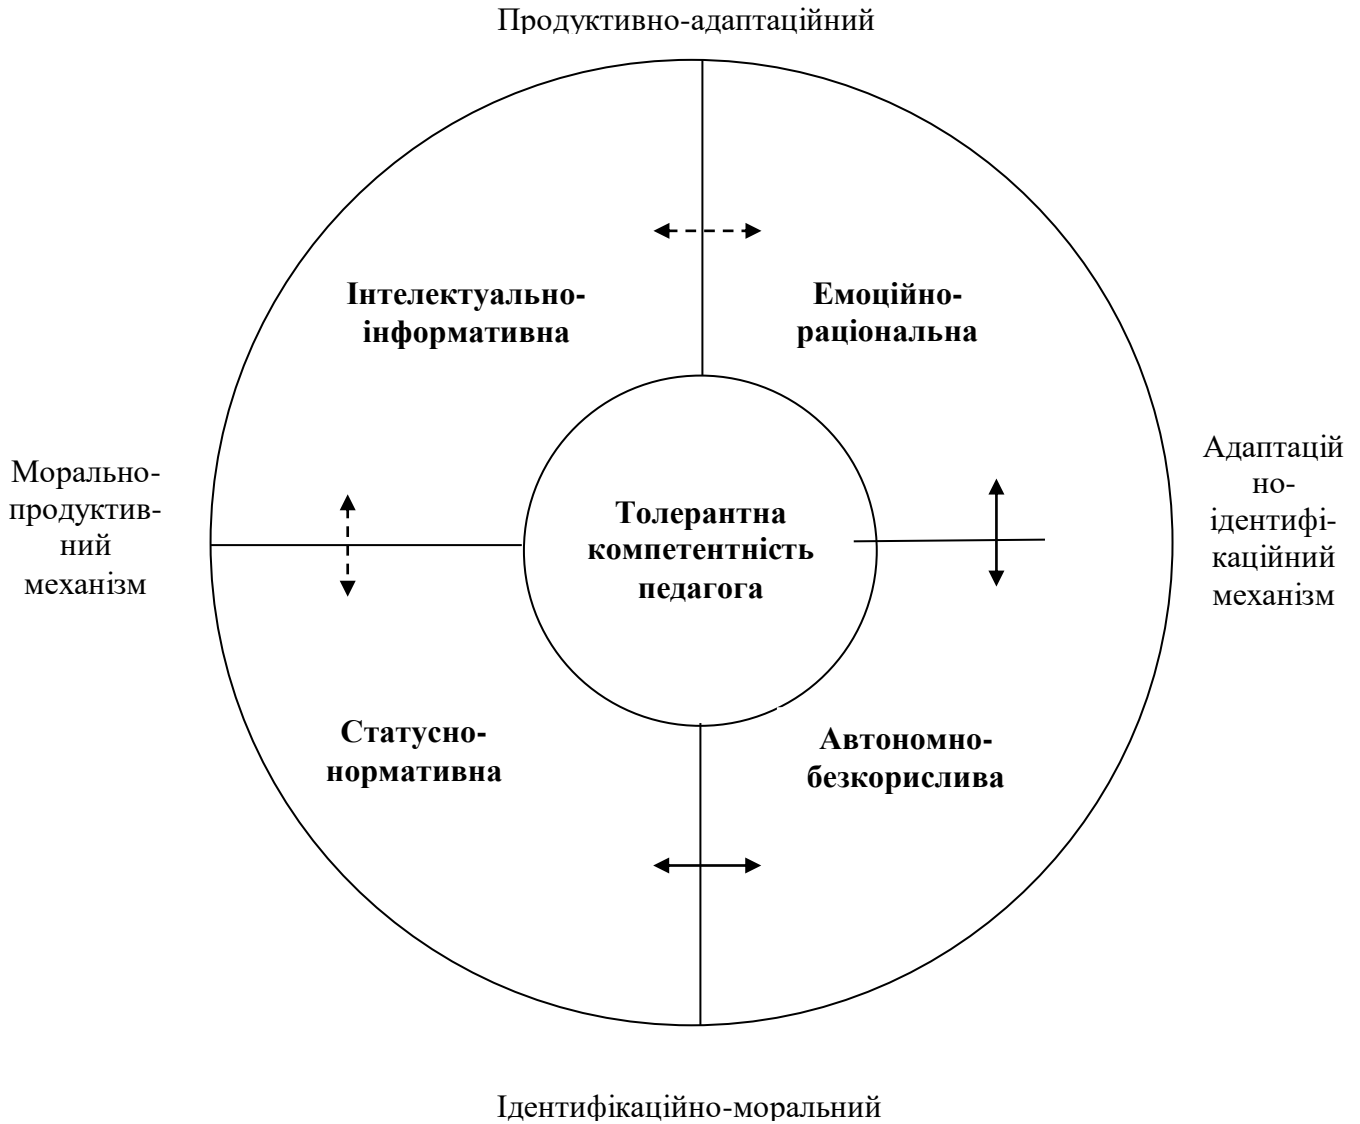 Продуктивно-адаптаційний
Інтелектуально-
інформативна
Емоційно-
раціональна
Морально-
продуктив-
ний
механізм
Толерантна
компетентність
педагога
Адаптацій
но-
ідентифі-
каційний
механізм
Статусно-
нормативна
Автономно-
безкорислива
Ідентифікаційно-моральний